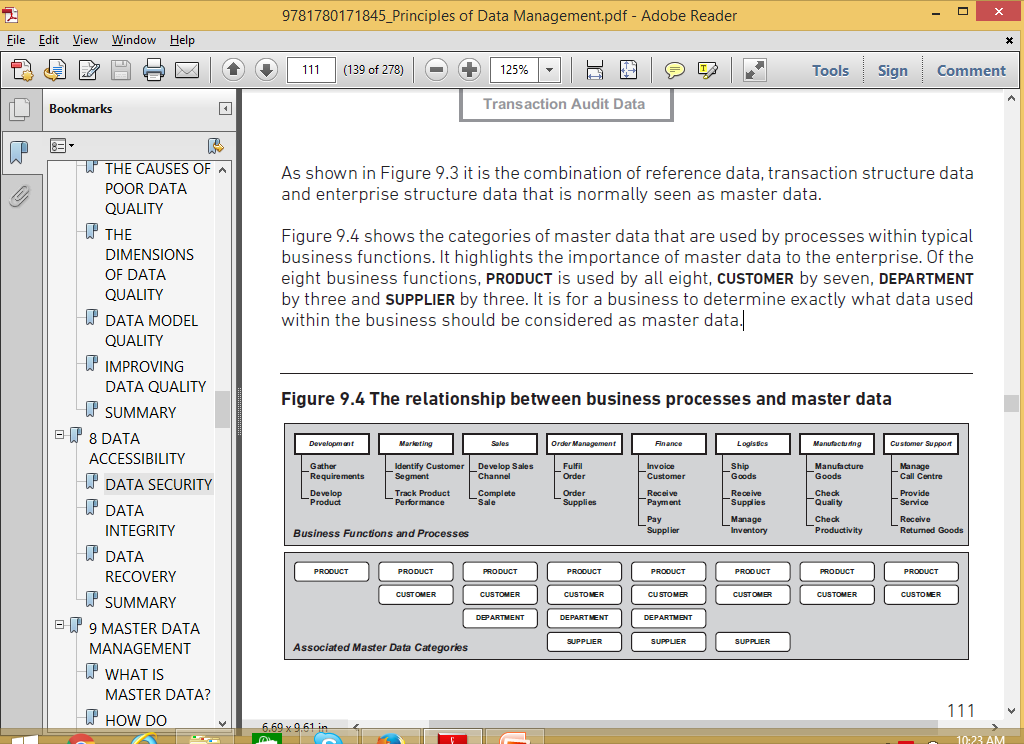 9781780171845_Principles of Data Management.pdf - Adobe Reader
File Edit View Window Help
111 (139 of 278) 125% Tools Sign Comment
Bookmarks
THE CAUSES OF
POOR DATA
QUALITY
THE
DIMENSIONS
OF DATA
QUALITY
DATA MODEL
QUALITY
IMPROVING
DATA QUALITY
SUMMARY
8 DATA
ACCESSIBILITY
DATA SECURITY
DATA
INTEGRITY
DATA
RECOVERY
SUMMARY
9 MASTER DATA
MANAGEMENT
WHAT IS
MASTER DATA?
HOW DO
Transaction Audit Data
As shown in Figure 9.3 it is the combination of reference data, transaction structure data
and enterprise structure data that is normally seen as master data.
Figure 9.4 shows the categories of master data that are used by processes within typical
business functions. It highlights the importance of master data to the enterprise. Of the
eight business functions, PRODUCT is used by all eight, CUSTOMER by seven, DEPARTMENT
by three and SUPPLIER by three. It is for a business to determine exactly what data used
within the business should be considered as master data.
Figure 9.4 The relationship between business processes and master data
Development Marketing Sales Order Management Finance Logistics Manufacturing Customer Support
Gather Identify Customer Develop Sales Fulfil Invoice Ship Manufacture Manage
Requirements Segment Channel Order Customer Goods Goods Call Centre
Develop Track Product Complete Order Receive Receive Check Provide
Product Performance Sale Supplies Payment Supplies Quality Service
Pay Manage Check Receive
Supplier Inventory Productivity Returned Goods
Business Functions and Processes
PRODUCT PRODUCT PRODUCT PRODUCT PRODUCT PRODUCT PRODUCT PRODUCT
CUSTOMER CUSTOMER CUSTOMER CUSTOMER CUSTOMER CUSTOMER CUSTOMER
DEPARTMENT DEPARTMENT DEPARTMENT
SUPPLIER SUPPLIER SUPPLIER
Associated Master Data Categories
111
6.69 x 9.61 in
10:23 AM